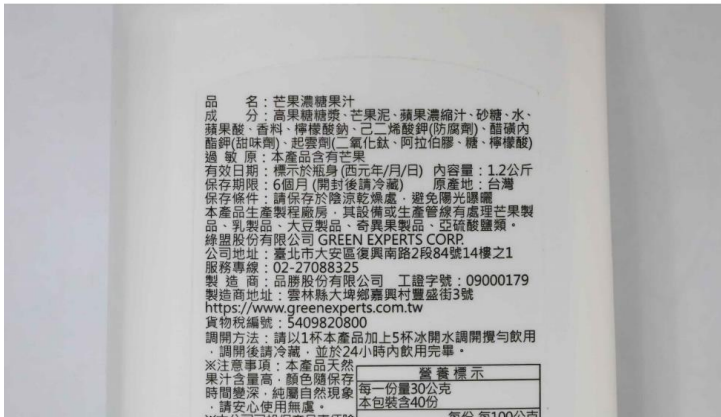 品　　名：芒果濃糖果汁
成　　分：高果糖糖漿、芒果泥、蘋果濃縮汁、砂糖、水、
蘋果酸、香料、檸檬酸鈉、己二烯酸鉀(防腐劑)、醋磺內
酯鉀(甜味劑)、起雲劑(二氧化鈦、阿拉伯膠、糖、檸檬酸)
過 敏 原：本產品含有芒果
有效日期：標示於瓶身(西元年/月/日) 內容量：1.2公斤
保存期限：6個月(開封後請冷藏)　　原產地：台灣
保存條件：請保存於陰涼乾燥處，避免陽光曝曬
本產品生產製程廠房，其設備或生產管線有處理芒果製
品、乳製品、大豆製品、奇異果製品、亞硫酸鹽類。
綠盟股份有限公司 GREEN EXPERTS CORP.
公司地址：臺北市大安區復興南路2段84號14樓之1
服務專線：02-27088325
製 造 商：品勝股份有限公司　工證字號：09000179
製造商地址：雲林縣大埤鄉嘉興村豐盛街3號
https://www.greenexperts.com.tw
貨物稅編號：5409820800
調開方法：請以1杯本產品加上5杯冰開水調開攪勻飲用
，調開後請冷藏，並於24小時內飲用完畢。
※注意事項：本產品天然
果汁含量高，顏色隨保存
時間變深，純屬自然現象
，請安心使用無慮。
營養標示
每一份量30公克
本包裝含40份
每份 每100公克